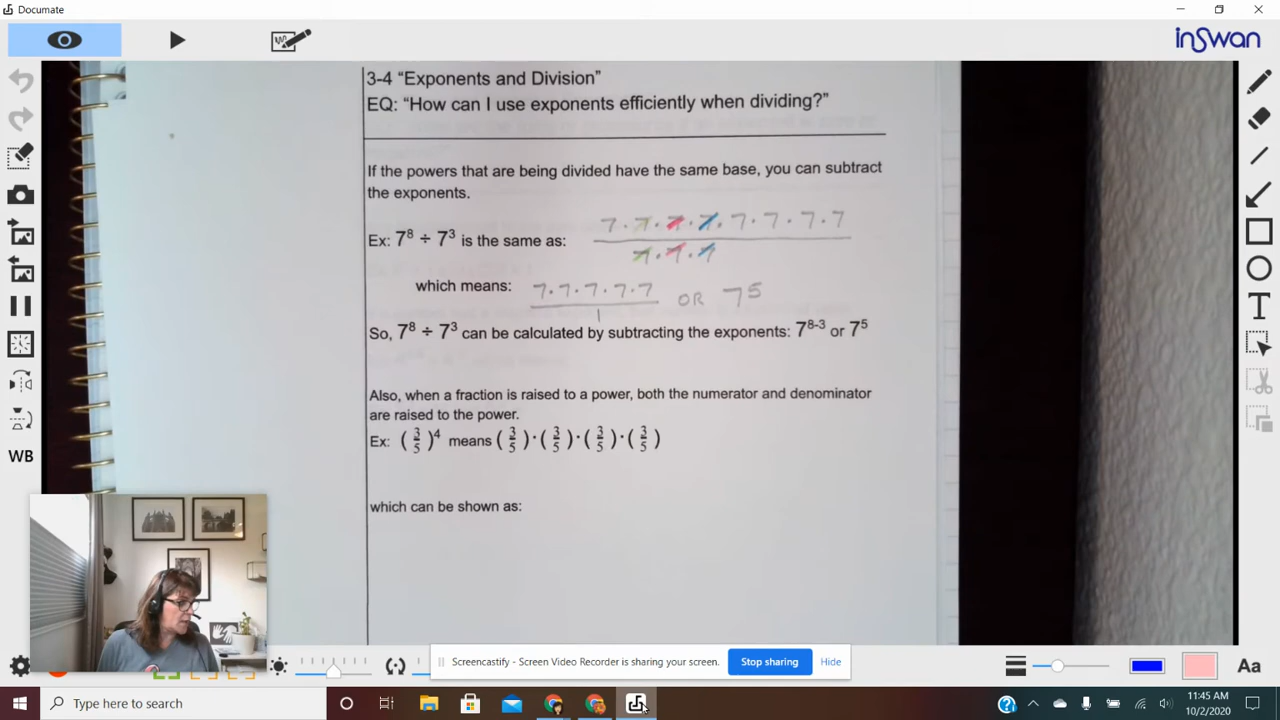 Documate
inswan
3-4 “Exponents and Division”
EQ: “How can I use exponents efficiently when dividing?”
If the powers that are being divided have the same base, you can subtract
the exponents.
7·7·7·7·7·7·7·7
Ex: 7⁸ ÷ 7³ is the same as:
7·7·7
which means: 7·7·7·7·7 OR 7⁵
1
So, 7⁸ ÷ 7³ can be calculated by subtracting the exponents: 7⁸⁻³ or 7⁵
Also, when a fraction is raised to a power, both the numerator and denominator
are raised to the power.
Ex: (3/5)⁴ means (3/5)·(3/5)·(3/5)·(3/5)
which can be shown as:
T
WB
Screencastify - Screen Video Recorder is sharing your screen. Stop sharing Hide
Aa
Type here to search
11:45 AM
10/2/2020